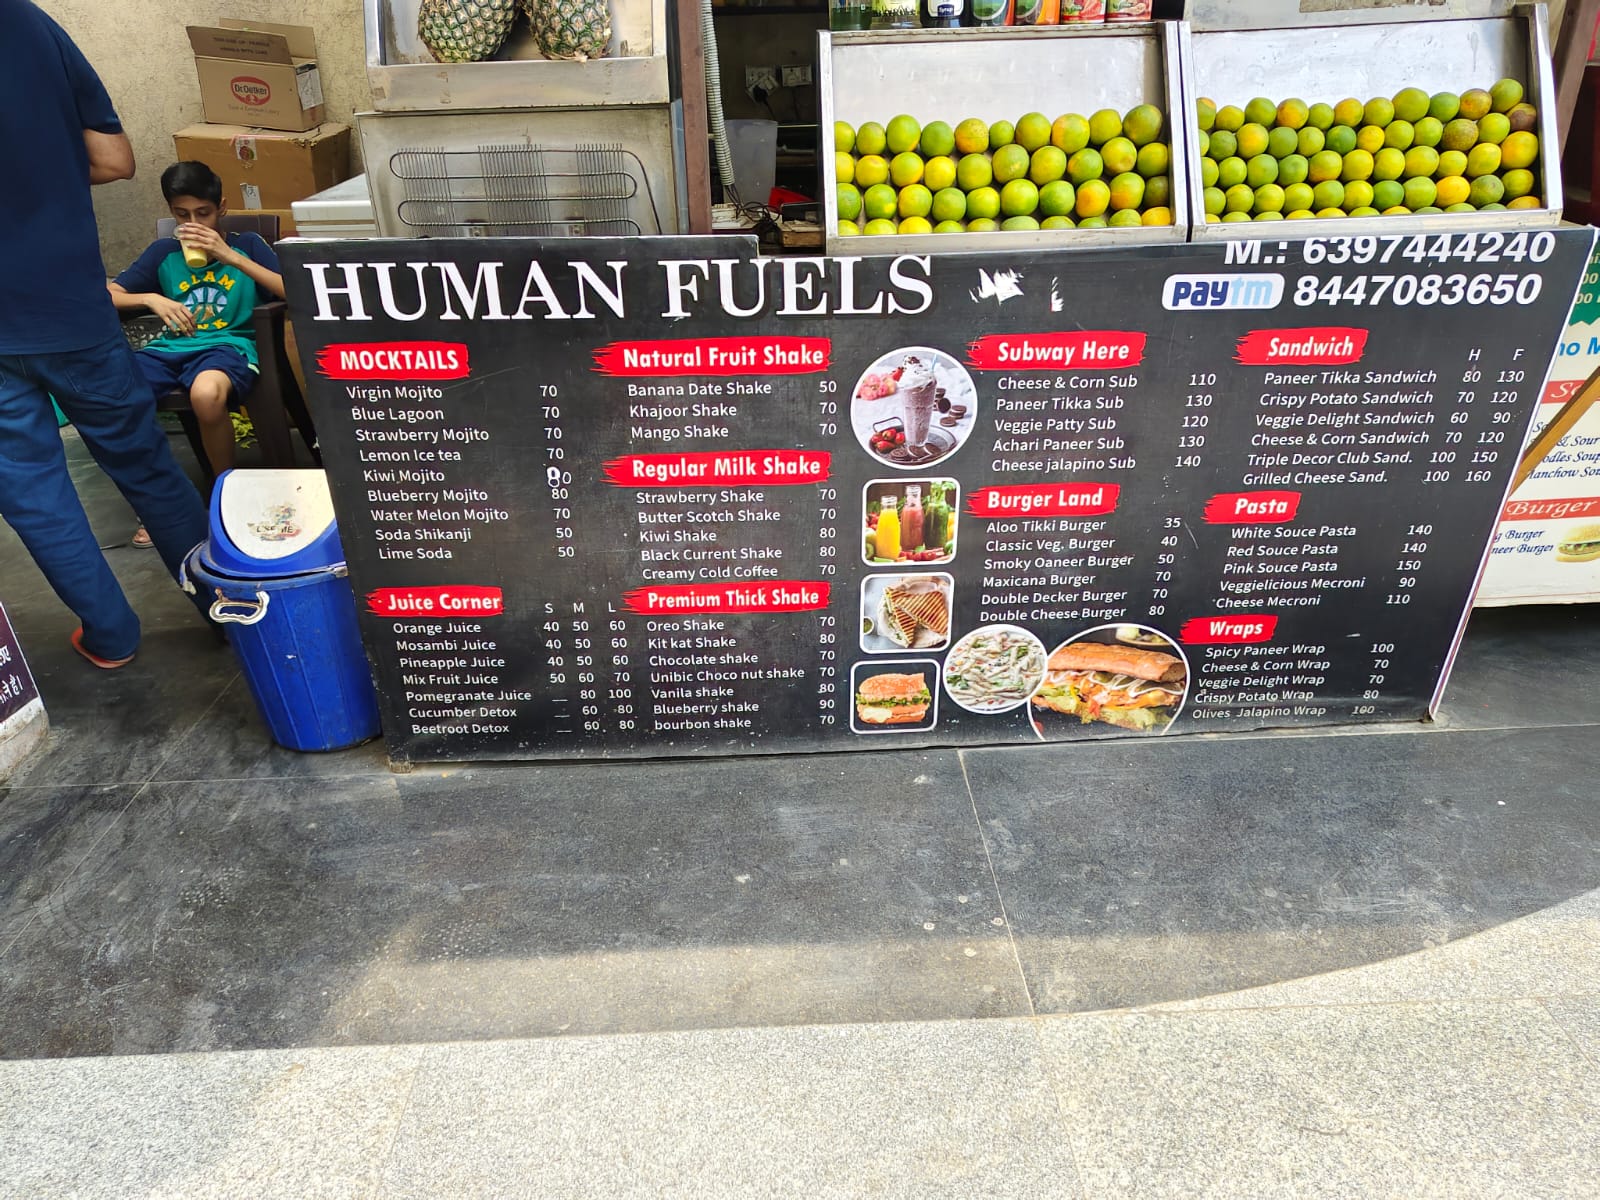 Dr.Oetker
SLAM
Syrup
HUMAN FUELS
M.: 6397444240
paytm 8447083650
MOCKTAILS
Virgin Mojito 70
Blue Lagoon 70
Strawberry Mojito 70
Lemon Ice tea 70
Kiwi Mojito 80
Blueberry Mojito 80
Water Melon Mojito 70
Soda Shikanji 50
Lime Soda 50
Juice Corner S M L
Orange Juice 40 50 60
Mosambi Juice 40 50 60
Pineapple Juice 40 50 60
Mix Fruit Juice 50 60 70
Pomegranate Juice __ 80 100
Cucumber Detox __ 60 80
Beetroot Detox __ 60 80
Natural Fruit Shake
Banana Date Shake 50
Khajoor Shake 70
Mango Shake 70
Regular Milk Shake
Strawberry Shake 70
Butter Scotch Shake 70
Kiwi Shake 80
Black Current Shake 80
Creamy Cold Coffee 70
Premium Thick Shake
Oreo Shake 70
Kit kat Shake 80
Chocolate shake 70
Unibic Choco nut shake 70
Vanila shake 80
Blueberry shake 90
bourbon shake 70
Subway Here
Cheese & Corn Sub 110
Paneer Tikka Sub 130
Veggie Patty Sub 120
Achari Paneer Sub 130
Cheese jalapino Sub 140
Burger Land
Aloo Tikki Burger 35
Classic Veg. Burger 40
Smoky Oaneer Burger 50
Maxicana Burger 70
Double Decker Burger 70
Double Cheese Burger 80
Sandwich H F
Paneer Tikka Sandwich 80 130
Crispy Potato Sandwich 70 120
Veggie Delight Sandwich 60 90
Cheese & Corn Sandwich 70 120
Triple Decor Club Sand. 100 150
Grilled Cheese Sand. 100 160
Pasta
White Souce Pasta 140
Red Souce Pasta 140
Pink Souce Pasta 150
Veggielicious Mecroni 90
Cheese Mecroni 110
Wraps
Spicy Paneer Wrap 100
Cheese & Corn Wrap 70
Veggie Delight Wrap 70
Crispy Potato Wrap 80
Olives Jalapino Wrap 100
& Sour
Burger
Burger
Burger